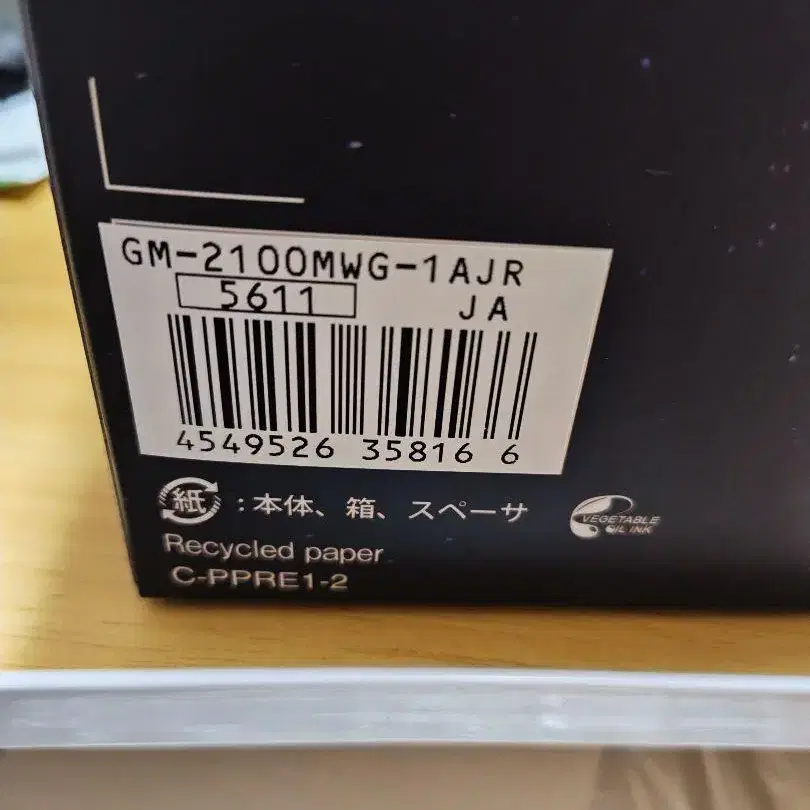 GM-2100MWG-1AJR
5611 JA
4549526 35816 6
紙 : 本体、箱、スペーサ
VEGETABLE
OIL INK
Recycled paper
C-PPRE1-2